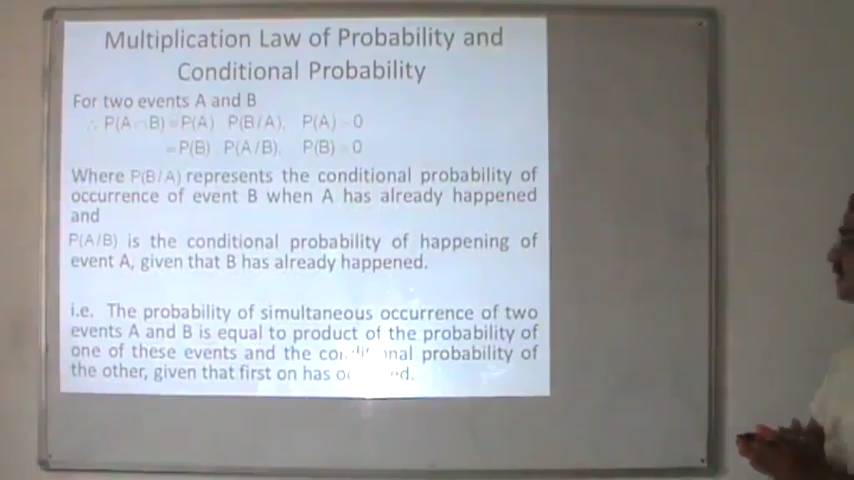 Multiplication Law of Probability and
Conditional Probability
For two events A and B
∴ P(A∩B)=P(A) P(B/A), P(A) 0
=P(B) . P(A/B), P(B) 0
Where P(B/A) represents the conditional probability of
occurrence of event B when A has already happened
and
P(A/B) is the conditional probability of happening of
event A, given that B has already happened.
i.e. The probability of simultaneous occurrence of two
events A and B is equal to product of the probability of
one of these events and the conditional probability of
the other, given that first on has